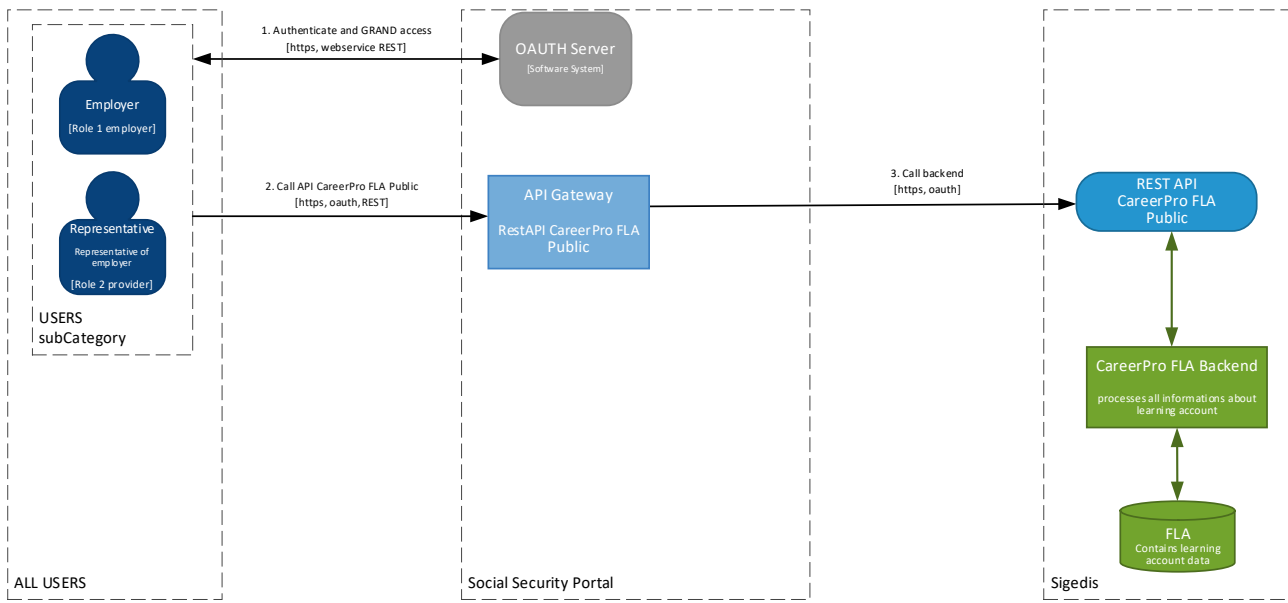 1. Authenticate and GRAND access
[https, webservice REST]
OAUTH Server
[Software System]
Employer
[Role 1 employer]
2. Call API CareerPro FLA Public
[https, oauth, REST]
API Gateway
RestAPI CareerPro FLA
Public
3. Call backend
[https, oauth]
REST API
CareerPro FLA
Public
Representative
Representative of
employer
[Role 2 provider]
USERS
subCategory
CareerPro FLA Backend
processes all informations about
learning account
FLA
Contains learning
account data
ALL USERS
Social Security Portal
Sigedis